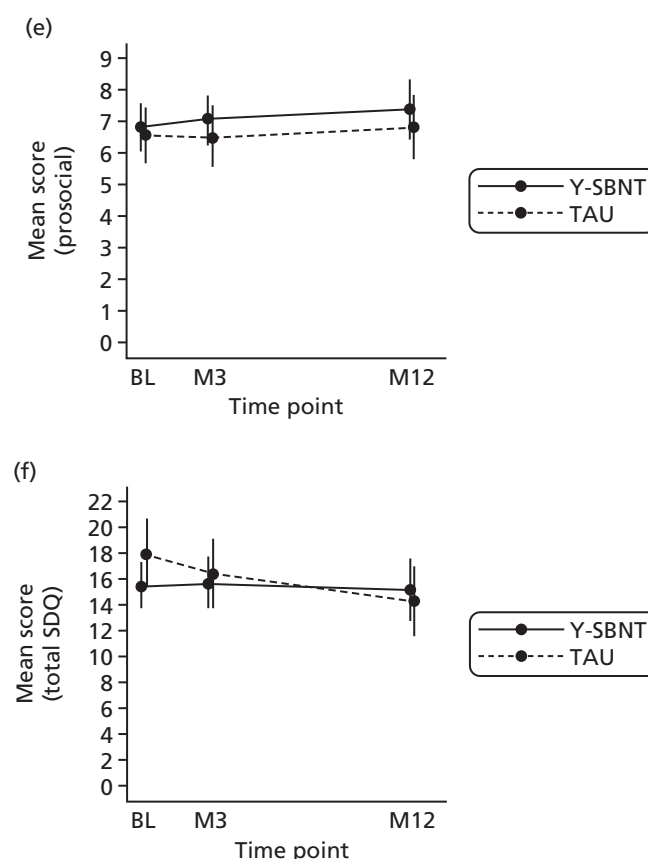 (e)
9
8
7
6
5
4
3
2
1
0
Mean score
(prosocial)
BL M3 M12
Time point
Y-SBNT
TAU
(f)
22
20
18
16
14
12
10
8
6
4
2
0
Mean score
(total SDQ)
BL M3 M12
Time point
Y-SBNT
TAU